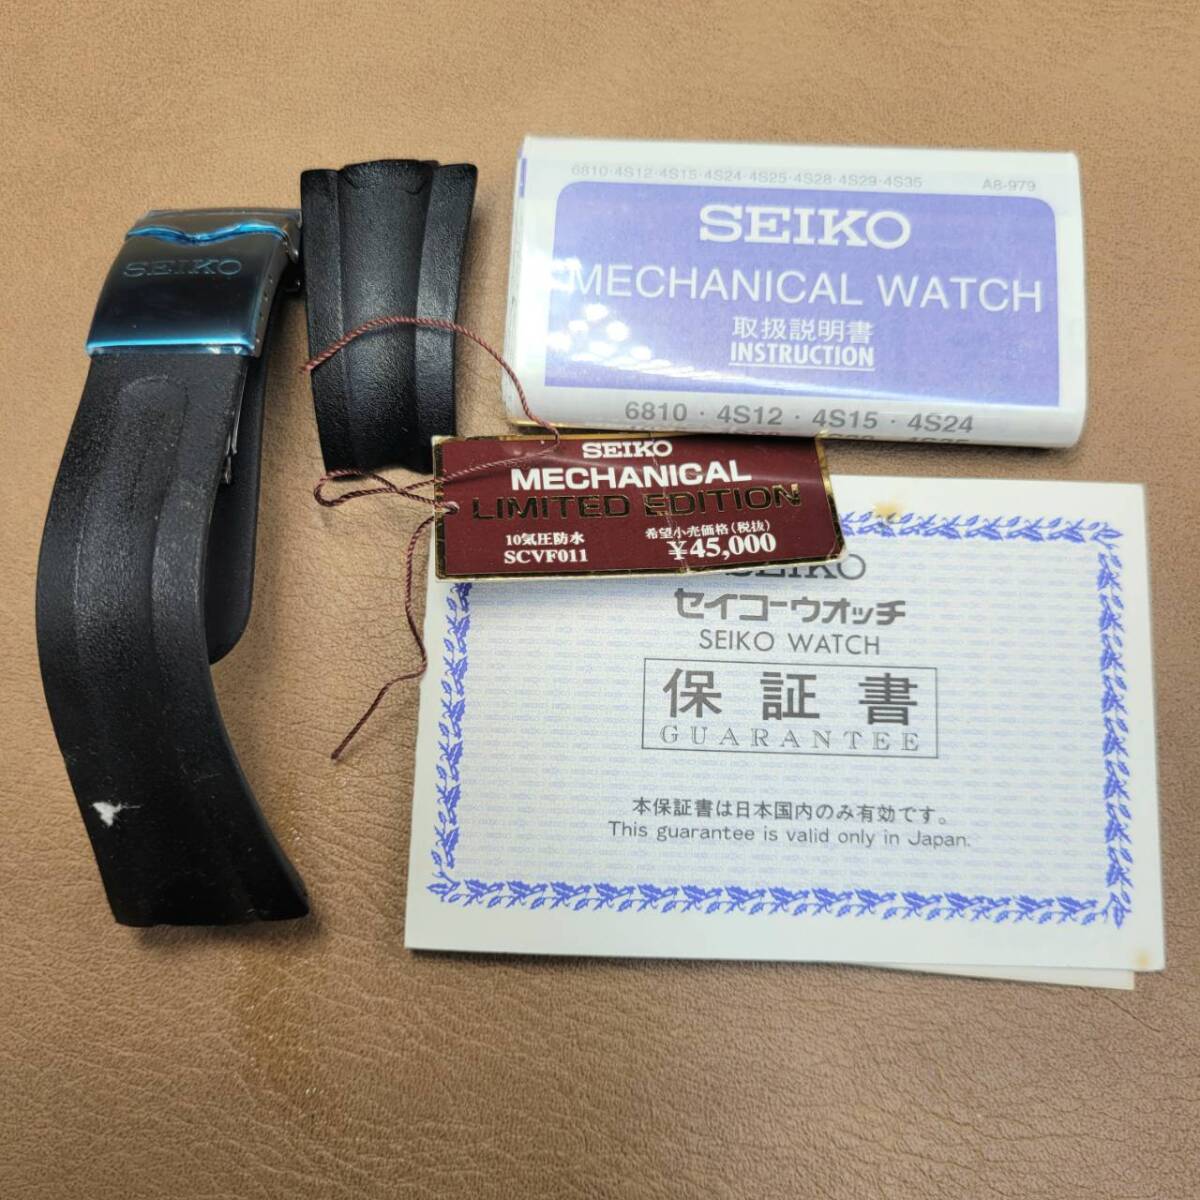 SEIKO
6810·4S12·4S15·4S24·4S25·4S28·4S29·4S35 A8-979
SEIKO
MECHANICAL WATCH
取扱説明書
INSTRUCTION
6810 · 4S12 · 4S15 · 4S24
SEIKO
MECHANICAL
LIMITED EDITION
10気圧防水 希望小売価格(税抜)
SCVF011 ¥45,000
SEIKO
セイコーウオッチ
SEIKO WATCH
保証書
GUARANTEE
本保証書は日本国内のみ有効です。
This guarantee is valid only in Japan.